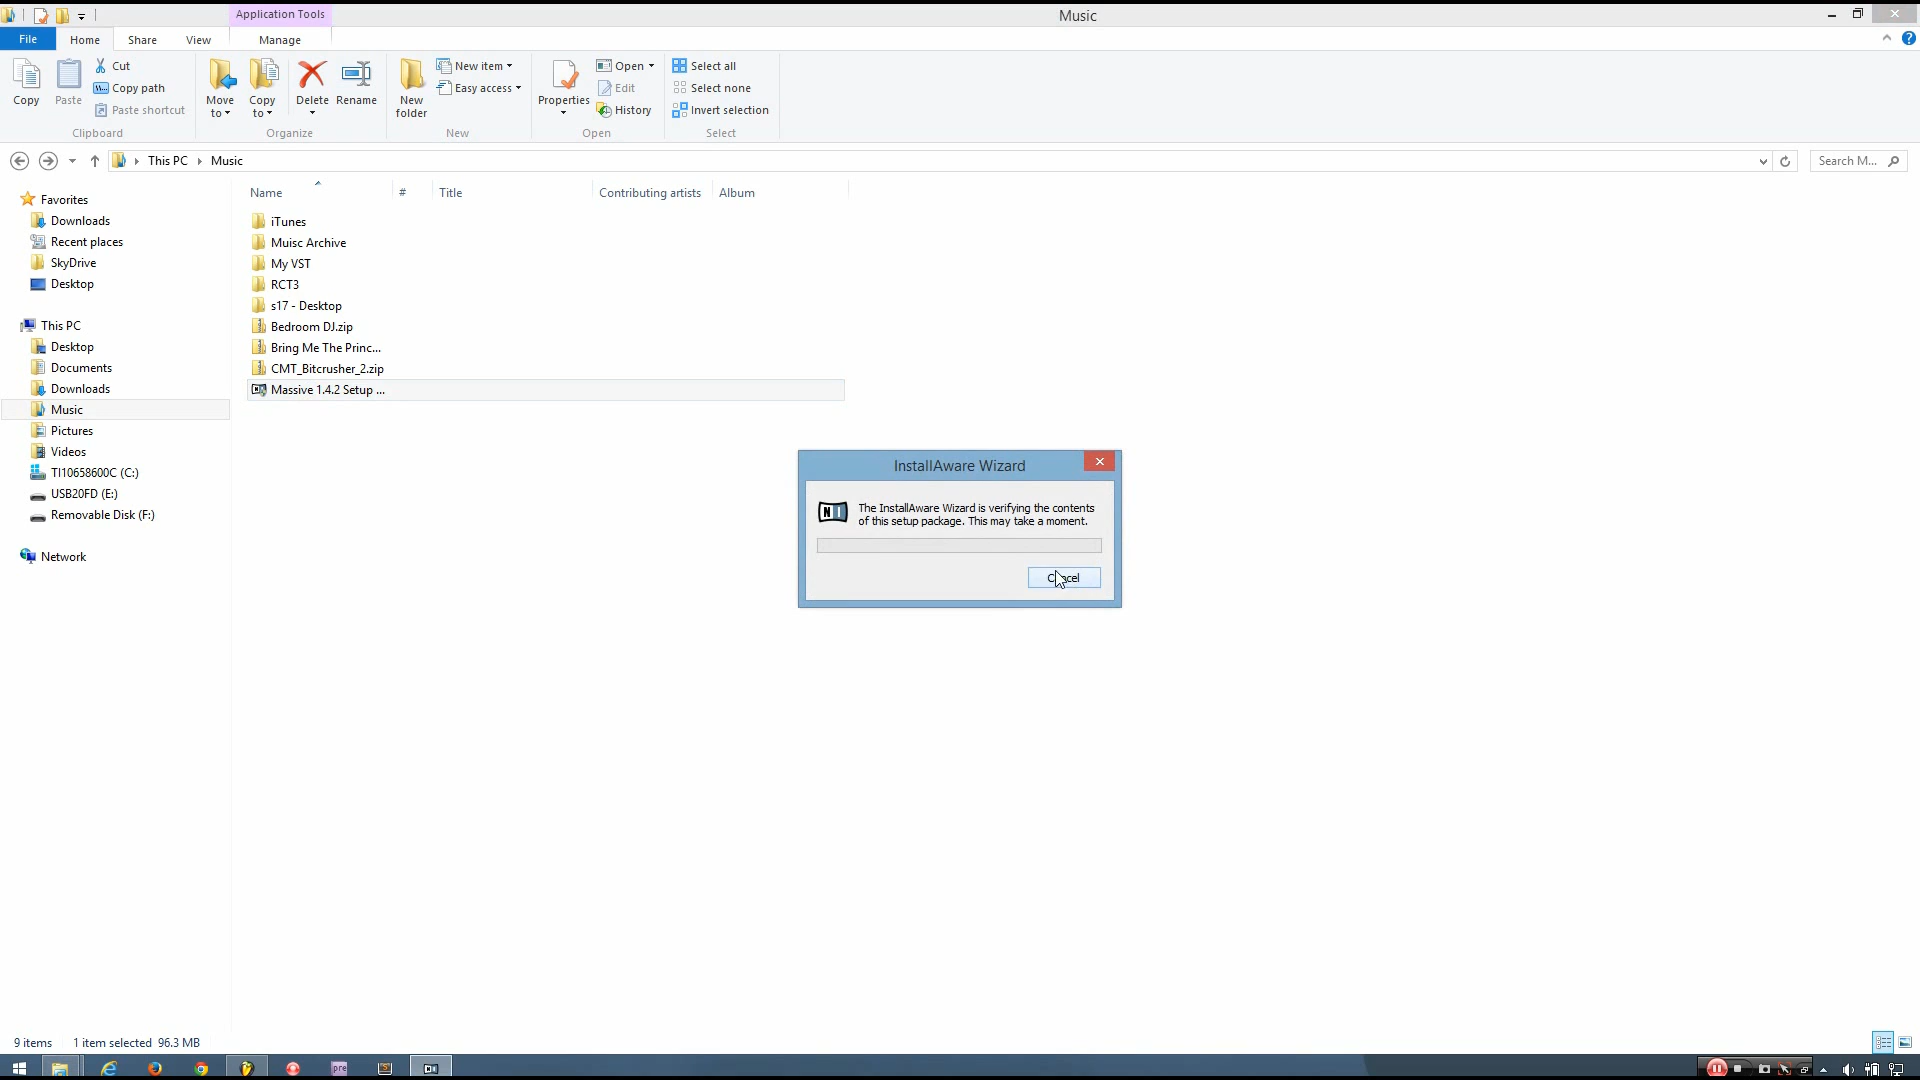 Application Tools
Music
File
Home
Share
View
Manage
Copy
Paste
Cut
Copy path
Paste shortcut
Clipboard
Move to
Copy to
Delete
Rename
Organize
New folder
New item
Easy access
New
Properties
Open
Edit
History
Open
Select all
Select none
Invert selection
Select
This PC
Music
Search M...
Name
#
Title
Contributing artists
Album
Favorites
Downloads
Recent places
SkyDrive
Desktop
This PC
Desktop
Documents
Downloads
Music
Pictures
Videos
TI10658600C (C:)
USB20FD (E:)
Removable Disk (F:)
Network
iTunes
Muisc Archive
My VST
RCT3
s17 - Desktop
Bedroom DJ.zip
Bring Me The Princ...
CMT_Bitcrusher_2.zip
Massive 1.4.2 Setup ...
InstallAware Wizard
NI
The InstallAware Wizard is verifying the contents
of this setup package. This may take a moment.
Cancel
9 items
1 item selected 96.3 MB
pre